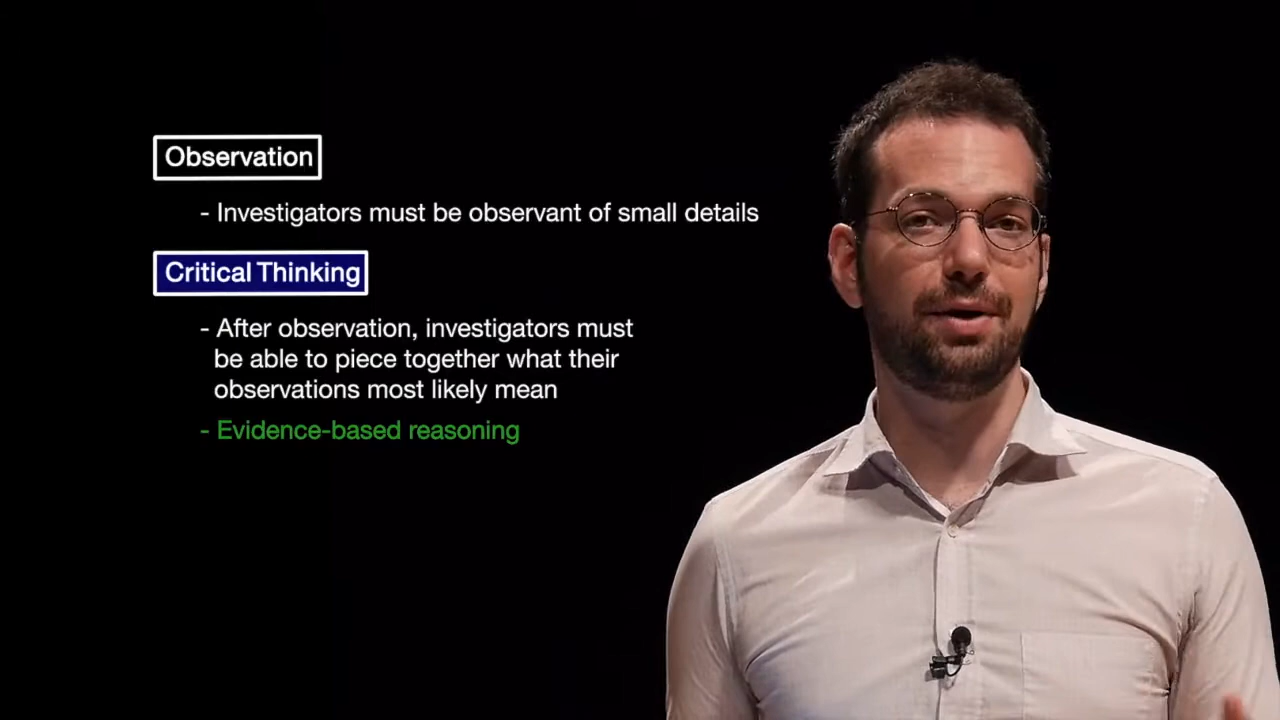 Observation
- Investigators must be observant of small details
Critical Thinking
- After observation, investigators must
be able to piece together what their
observations most likely mean
- Evidence-based reasoning